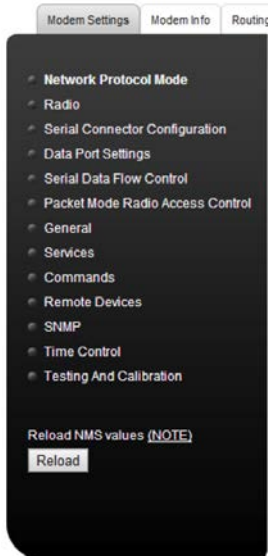 Modem Settings
Modem Info
Routing
Network Protocol Mode
Radio
Serial Connector Configuration
Data Port Settings
Serial Data Flow Control
Packet Mode Radio Access Control
General
Services
Commands
Remote Devices
SNMP
Time Control
Testing And Calibration
Reload NMS values (NOTE)
Reload